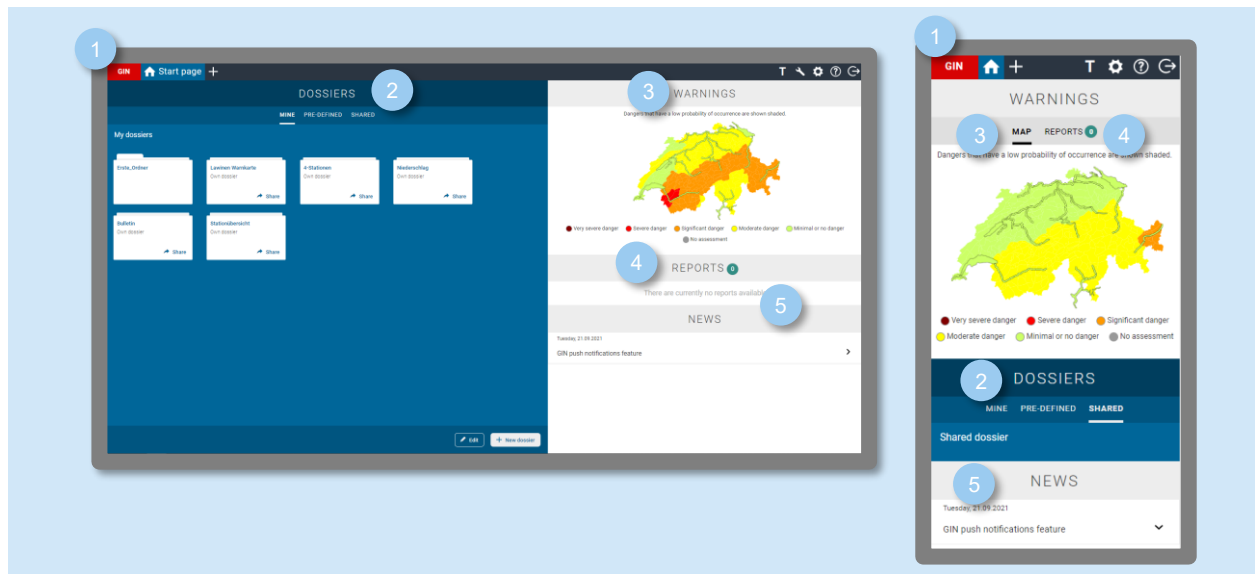 1
GIN Start page
T
DOSSIERS 2
MINE PRE-DEFINED SHARED
My dossiers
Erste_Ordner
Lawinen Warnkarte
Own dossier
Share
4-Stationen
Own dossier
Share
Niederschlag
Own dossier
Share
Bulletin
Own dossier
Share
Stationübersicht
Own dossier
Share
Edit
+ New dossier
3 WARNINGS
Dangers that have a low probability of occurrence are shown shaded.
Very severe danger Severe danger Significant danger Moderate danger Minimal or no danger
No assessment
4 REPORTS 0
There are currently no reports available
5
NEWS
Tuesday, 21.09.2021
GIN push notifications feature
1
GIN T
WARNINGS
3 MAP REPORTS 0 4
Dangers that have a low probability of occurrence are shown shaded.
Very severe danger Severe danger Significant danger
Moderate danger Minimal or no danger No assessment
2 DOSSIERS
MINE PRE-DEFINED SHARED
Shared dossier
5 NEWS
Tuesday, 21.09.2021
GIN push notifications feature